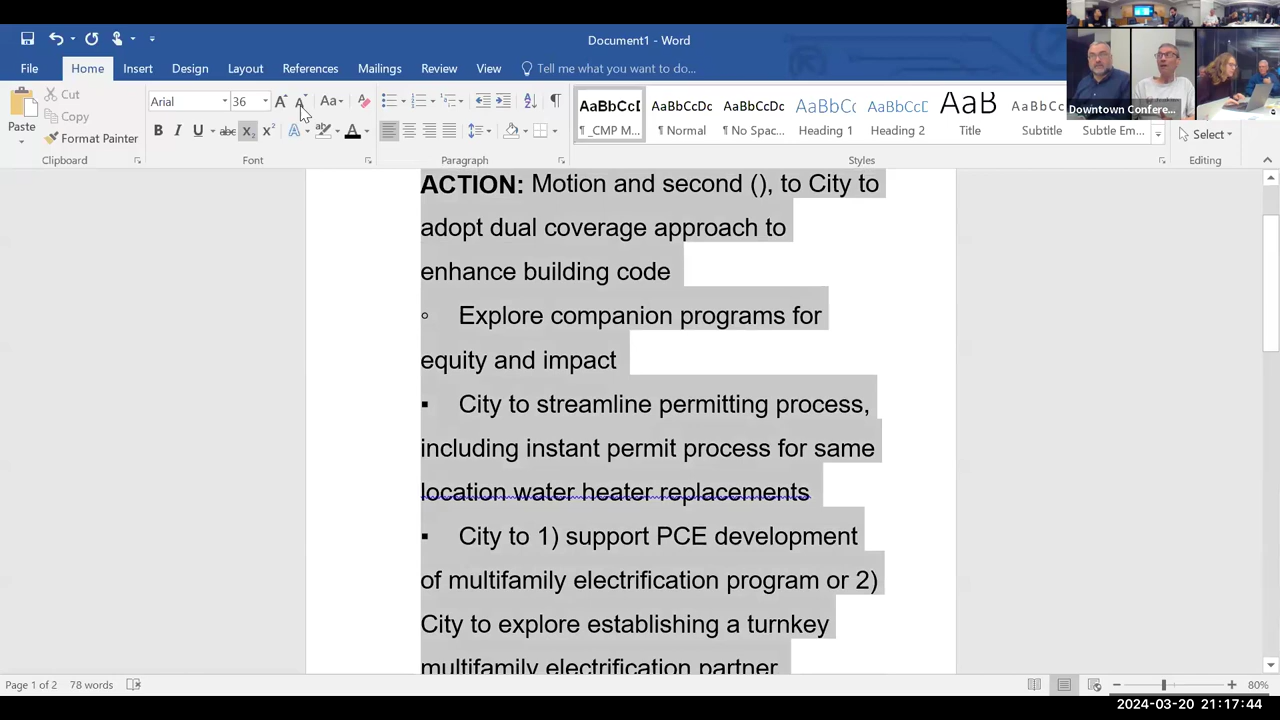 Document1 - Word
File Home Insert Design Layout References Mailings Review View Tell me what you want to do...
Downtown Confere...
Paste
Cut
Copy
Format Painter
Arial 36
AaBbCcI AaBbCcDc AaBbCcDc AaBbCc AaBbCcDc AaB AaBbCcD
¶ _CMP M... ¶ Normal ¶ No Spac... Heading 1 Heading 2 Title Subtitle Subtle Em...
Select
Clipboard Font Paragraph Styles Editing
ACTION: Motion and second (), to City to
adopt dual coverage approach to
enhance building code
◦ Explore companion programs for
equity and impact
▪ City to streamline permitting process,
including instant permit process for same
location water heater replacements
▪ City to 1) support PCE development
of multifamily electrification program or 2)
City to explore establishing a turnkey
multifamily electrification partner
Page 1 of 2 78 words 80%
2024-03-20 21:17:44